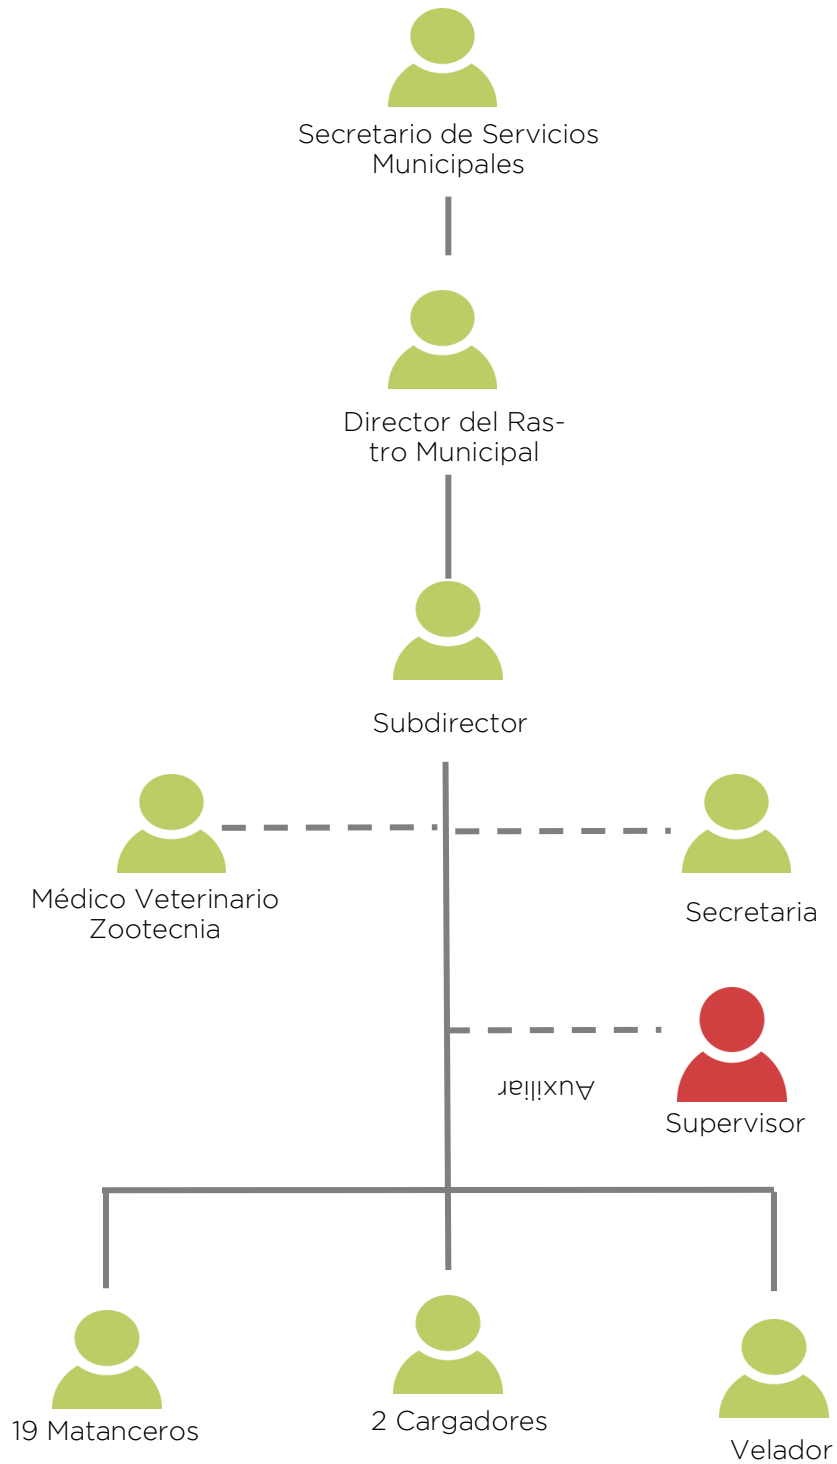 Secretario de Servicios
Municipales
Director del Ras-
tro Municipal
Subdirector
Médico Veterinario
Zootecnia
Secretaria
Auxiliar
Supervisor
19 Matanceros
2 Cargadores
Velador